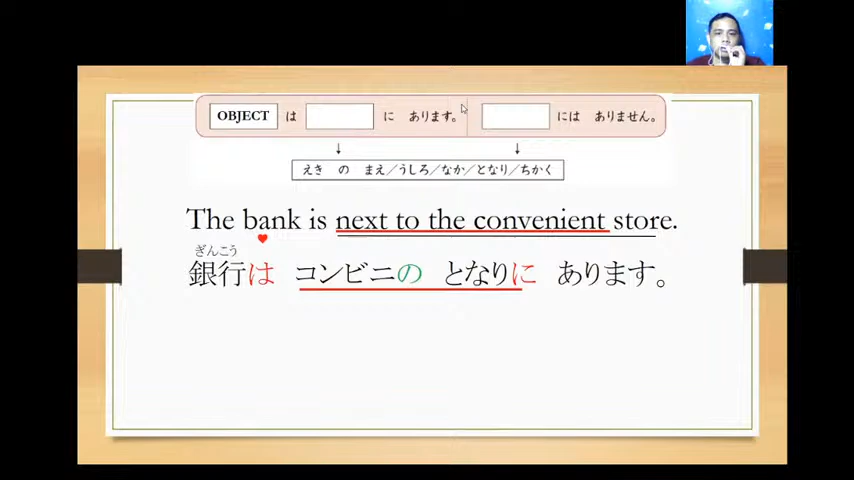 OBJECT は に あります。 には ありません。
えき の まえ/うしろ/なか/となり/ちかく
The bank is next to the convenient store.
ぎんこう
銀行は コンビニの となりに あります。